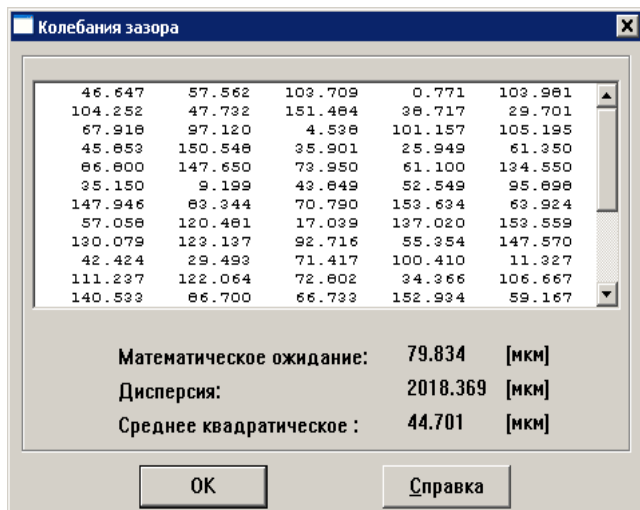 Колебания зазора
46.647 57.562 103.709 0.771 103.981
104.252 47.732 151.484 38.717 29.701
67.918 97.120 4.538 101.157 105.195
45.853 150.548 35.901 25.949 61.350
86.800 147.650 73.950 61.100 134.550
35.150 9.199 43.849 52.549 95.898
147.946 83.344 70.790 153.634 63.924
57.058 120.481 17.039 137.020 153.559
130.079 123.137 92.716 55.354 147.570
42.424 29.493 71.417 100.410 11.327
111.237 122.064 72.802 34.366 106.667
140.533 86.700 66.733 152.934 59.167
Математическое ожидание: 79.834 [мкм]
Дисперсия: 2018.369 [мкм]
Среднее квадратическое : 44.701 [мкм]
OK Справка